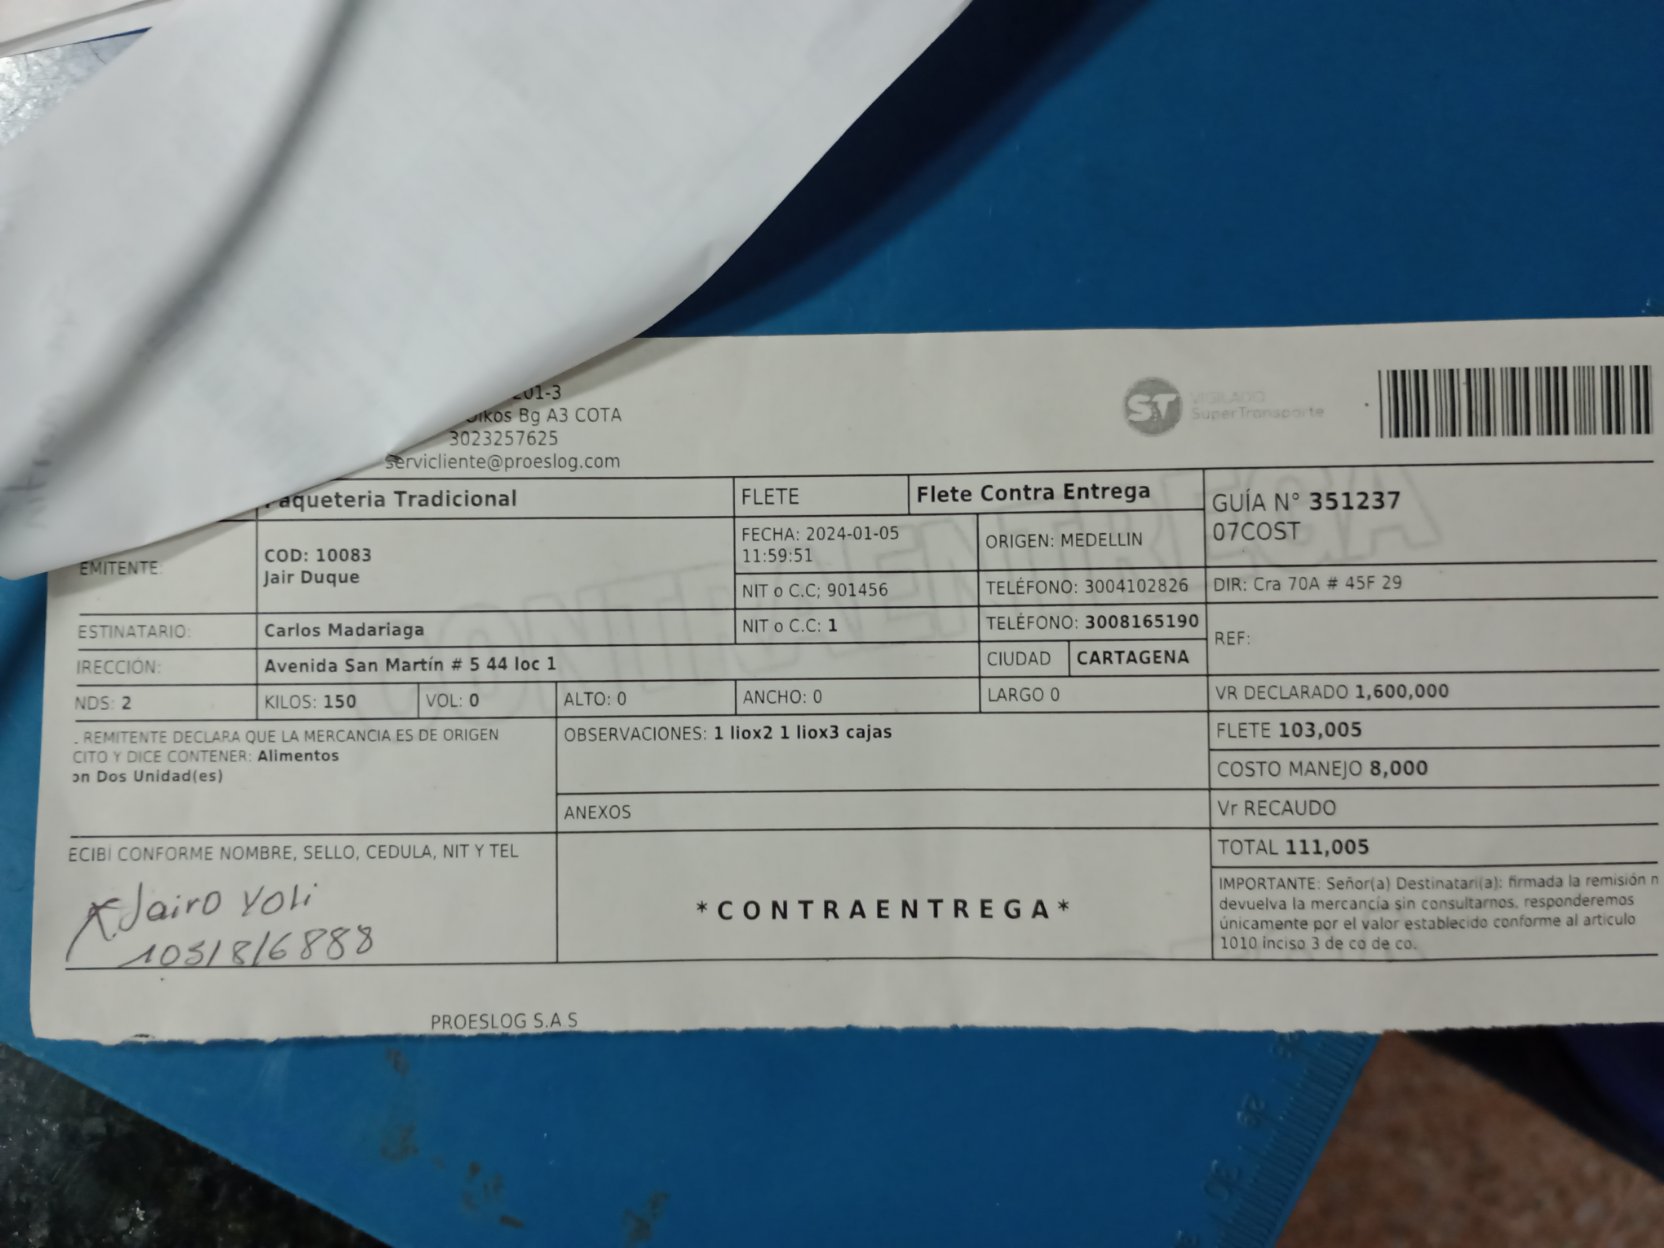 201-3
Oikos Bg A3 COTA
3023257625
servicliente@proeslog.com
ST VIGILADO
SuperTransporte
aqueteria Tradicional
FLETE
Flete Contra Entrega
GUÍA N° 351237
07COST
EMITENTE:
COD: 10083
Jair Duque
FECHA: 2024-01-05
11:59:51
ORIGEN: MEDELLIN
NIT o C.C; 901456
TELÉFONO: 3004102826
DIR: Cra 70A # 45F 29
ESTINATARIO:
Carlos Madariaga
NIT o C.C: 1
TELÉFONO: 3008165190
REF:
IRECCIÓN:
Avenida San Martín # 5 44 loc 1
CIUDAD
CARTAGENA
NDS: 2
KILOS: 150
VOL: 0
ALTO: 0
ANCHO: 0
LARGO 0
VR DECLARADO 1,600,000
. REMITENTE DECLARA QUE LA MERCANCIA ES DE ORIGEN
CITO Y DICE CONTENER: Alimentos
on Dos Unidad(es)
OBSERVACIONES: 1 liox2 1 liox3 cajas
FLETE 103,005
COSTO MANEJO 8,000
ANEXOS
Vr RECAUDO
ECIBÍ CONFORME NOMBRE, SELLO, CEDULA, NIT Y TEL
TOTAL 111,005
Jairo Yoli
1051816888
*CONTRAENTREGA*
IMPORTANTE: Señor(a) Destinatari(a): firmada la remisión n
devuelva la mercancía sin consultarnos, responderemos
únicamente por el valor establecido conforme al articulo
1010 inciso 3 de co de co.
PROESLOG S.A.S
CONTRAENTREGA